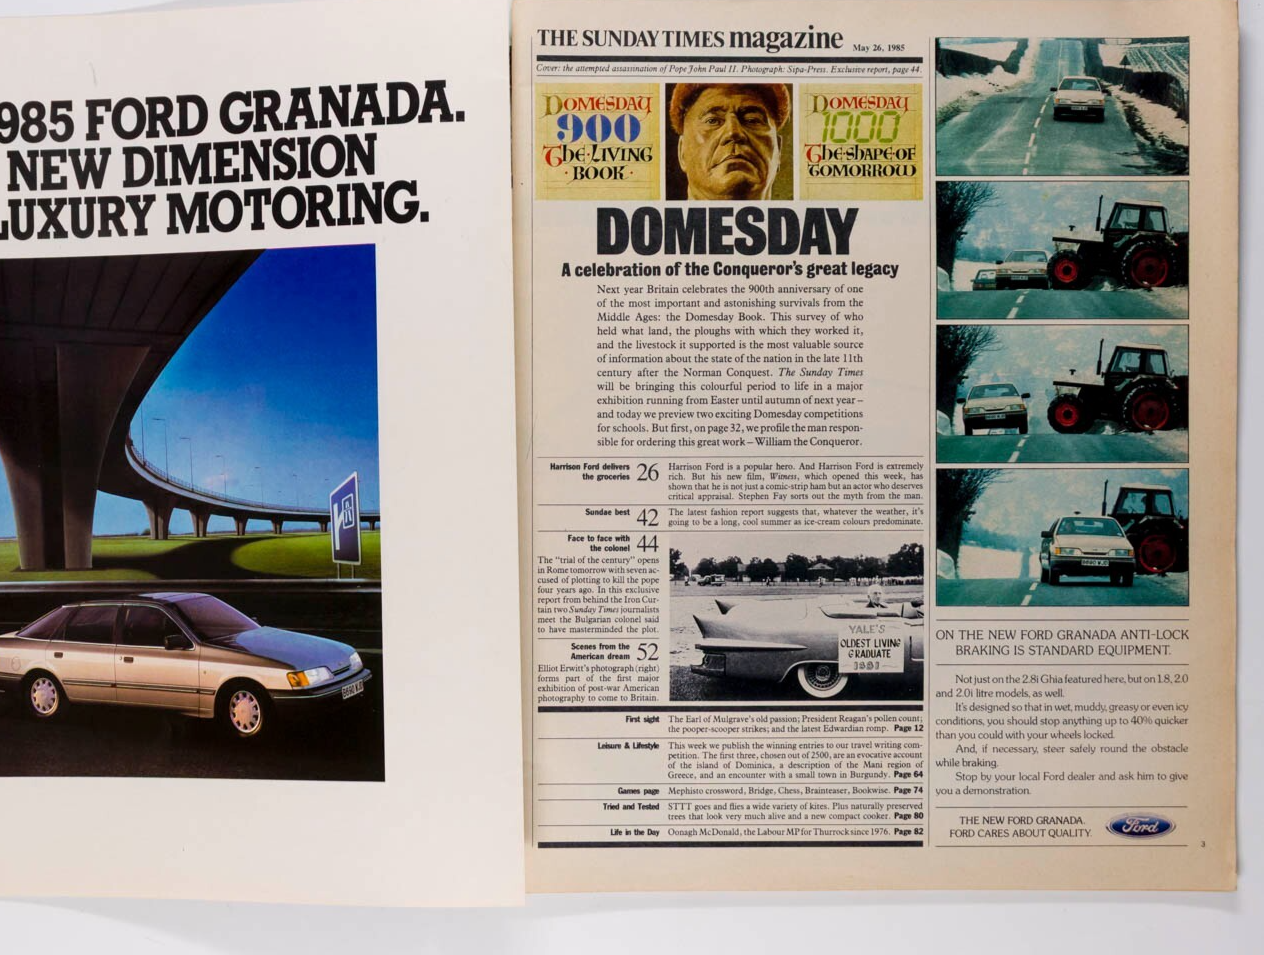 985 FORD GRANADA.
NEW DIMENSION
LUXURY MOTORING.
THE SUNDAY TIMES magazine May 26, 1985
Cover: the attempted assassination of Pope John Paul II. Photograph: Sipa-Press. Exclusive report, page 44.
DOMESDAY
900
The LIVING
· BOOK ·
DOMESDAY
1000
The SHAPE OF
TOMORROW
DOMESDAY
A celebration of the Conqueror's great legacy
Next year Britain celebrates the 900th anniversary of one
of the most important and astonishing survivals from the
Middle Ages: the Domesday Book. This survey of who
held what land, the ploughs with which they worked it,
and the livestock it supported is the most valuable source
of information about the state of the nation in the late 11th
century after the Norman Conquest. The Sunday Times
will be bringing this colourful period to life in a major
exhibition running from Easter until autumn of next year –
and today we preview two exciting Domesday competitions
for schools. But first, on page 32, we profile the man respon-
sible for ordering this great work – William the Conqueror.
Harrison Ford delivers
the groceries 26
Harrison Ford is a popular hero. And Harrison Ford is extremely
rich. But his new film, Witness, which opened this week, has
shown that he is not just a comic-strip ham but an actor who deserves
critical appraisal. Stephen Fay sorts out the myth from the man.
Sundae best 42
The latest fashion report suggests that, whatever the weather, it's
going to be a long, cool summer as ice-cream colours predominate.
Face to face with
the colonel 44
The "trial of the century" opens
in Rome tomorrow with seven ac-
cused of plotting to kill the pope
four years ago. In this exclusive
report from behind the Iron Cur-
tain two Sunday Times journalists
meet the Bulgarian colonel said
to have masterminded the plot.
Scenes from the
American dream 52
Elliot Erwitt's photograph (right)
forms part of the first major
exhibition of post-war American
photography to come to Britain.
YALE'S
OLDEST LIVING
GRADUATE
1881
First sight
The Earl of Mulgrave's old passion; President Reagan's pollen count;
the pooper-scooper strikes; and the latest Edwardian romp. Page 12
Leisure & Lifestyle
This week we publish the winning entries to our travel writing com-
petition. The first three, chosen out of 2500, are an evocative account
of the island of Dominica, a description of the Mani region of
Greece, and an encounter with a small town in Burgundy. Page 64
Games page
Mephisto crossword, Bridge, Chess, Brainteaser, Bookwise. Page 74
Tried and Tested
STTT goes and flies a wide variety of kites. Plus naturally preserved
trees that look very much alive and a new compact cooker. Page 80
Life in the Day
Oonagh McDonald, the Labour MP for Thurrock since 1976. Page 82
ON THE NEW FORD GRANADA ANTI-LOCK
BRAKING IS STANDARD EQUIPMENT.
Not just on the 2.8i Ghia featured here, but on 1.8, 2.0
and 2.0i litre models, as well.
It's designed so that in wet, muddy, greasy or even icy
conditions, you should stop anything up to 40% quicker
than you could with your wheels locked.
And, if necessary, steer safely round the obstacle
while braking.
Stop by your local Ford dealer and ask him to give
you a demonstration.
THE NEW FORD GRANADA.
FORD CARES ABOUT QUALITY.
Ford
3